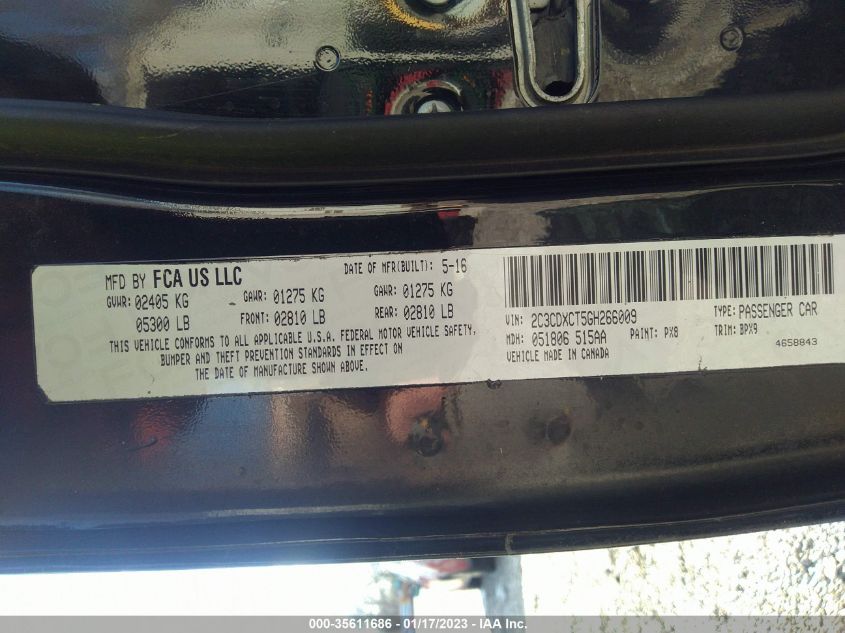 MFD BY FCA US LLC
DATE OF MFR(BUILT): 5-16
GVWR: 02405 KG
GAWR: 01275 KG
GAWR: 01275 KG
05300 LB
FRONT: 02810 LB
REAR: 02810 LB
THIS VEHICLE CONFORMS TO ALL APPLICABLE U.S.A. FEDERAL MOTOR VEHICLE SAFETY,
BUMPER AND THEFT PREVENTION STANDARDS IN EFFECT ON
THE DATE OF MANUFACTURE SHOWN ABOVE.
VIN: 2C3CDXCT5GH266009
TYPE: PASSENGER CAR
MDH: 051806 515AA
PAINT: PX8
TRIM: BPX9
VEHICLE MADE IN CANADA
4658843
000-35611686 - 01/17/2023 - IAA Inc.